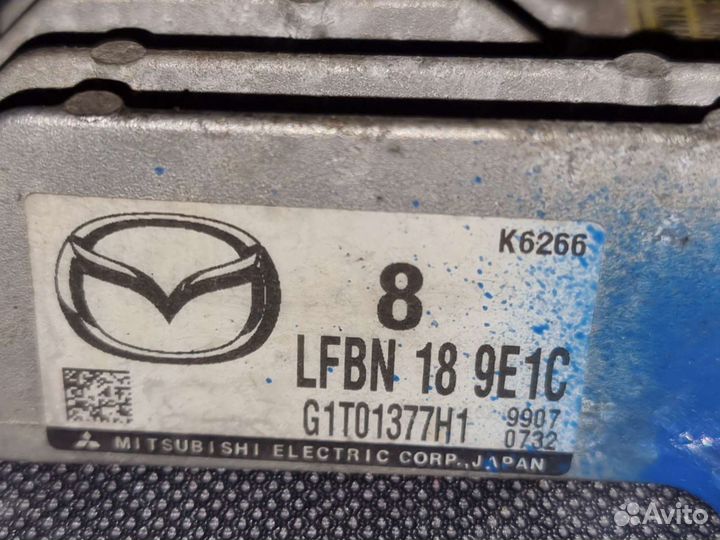 K6266
8
LFBN 18 9E1C
G1T01377H1 9907
0732
MITSUBISHI ELECTRIC CORP., JAPAN
Avito